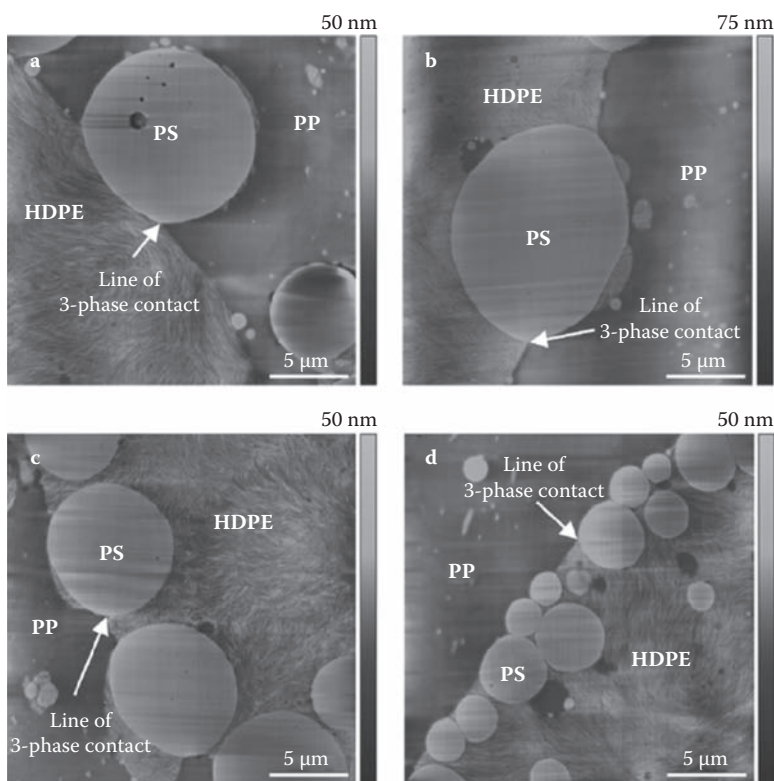 50 nm
a
PS
PP
HDPE
Line of
3-phase contact
5 μm
75 nm
b
HDPE
PP
PS
Line of
3-phase contact
5 μm
50 nm
c
HDPE
PS
PP
Line of
3-phase contact
5 μm
50 nm
d
Line of
3-phase contact
PP
HDPE
PS
5 μm